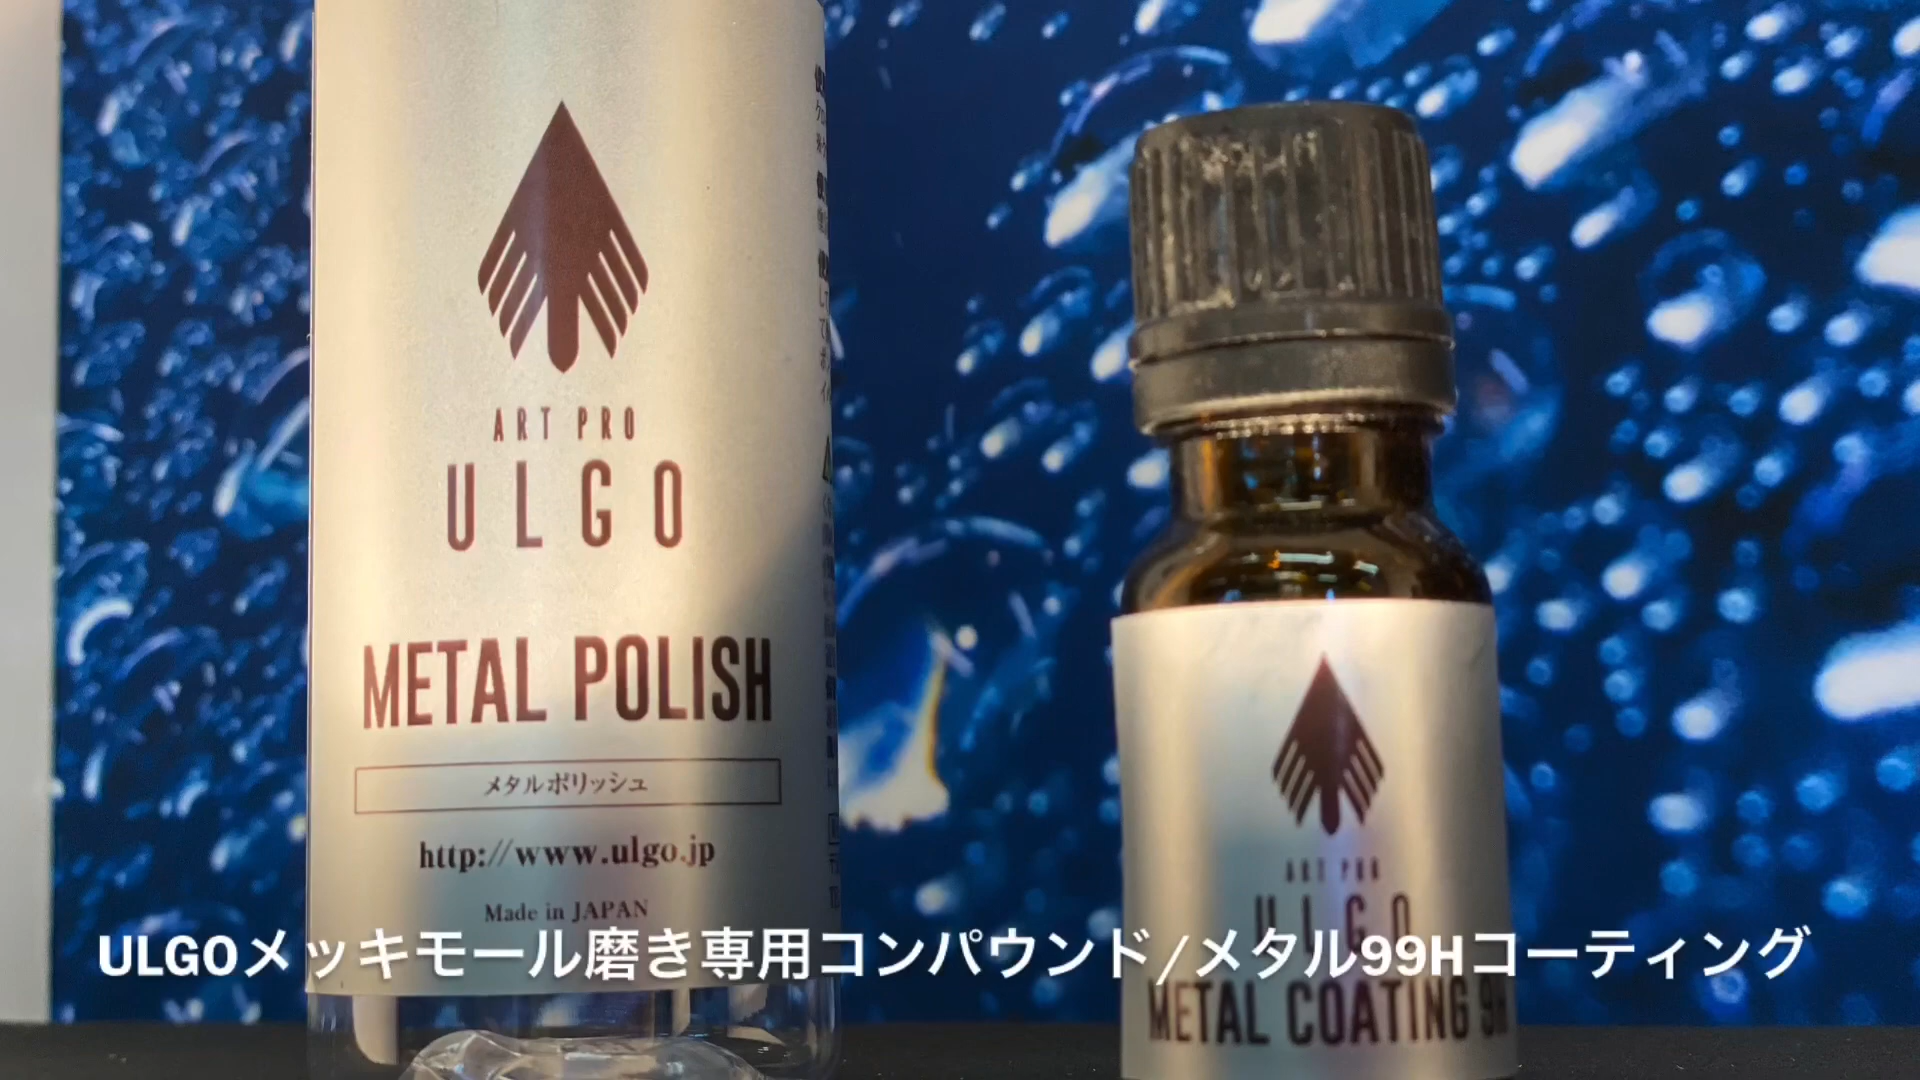 ART PRO
ULGO
METAL POLISH
メタルポリッシュ
http://www.ulgo.jp
Made in JAPAN
ART PRO
ULGO
METAL COATING 9H
ULGOメッキモール磨き専用コンパウンド/メタル99Hコーティング